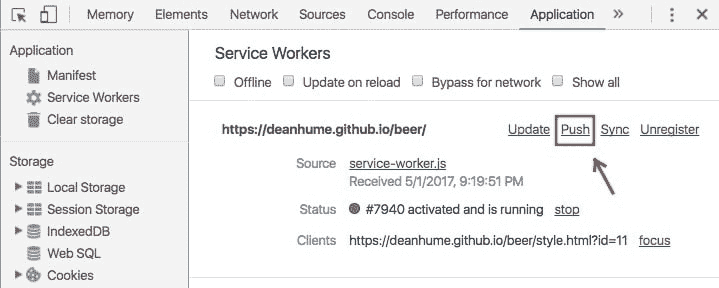 Memory Elements Network Sources Console Performance Application »
Application
Manifest
Service Workers
Clear storage
Storage
Local Storage
Session Storage
IndexedDB
Web SQL
Cookies
Service Workers
Offline Update on reload Bypass for network Show all
https://deanhume.github.io/beer/ Update Push Sync Unregister
Source service-worker.js
Received 5/1/2017, 9:19:51 PM
Status #7940 activated and is running stop
Clients https://deanhume.github.io/beer/style.html?id=11 focus